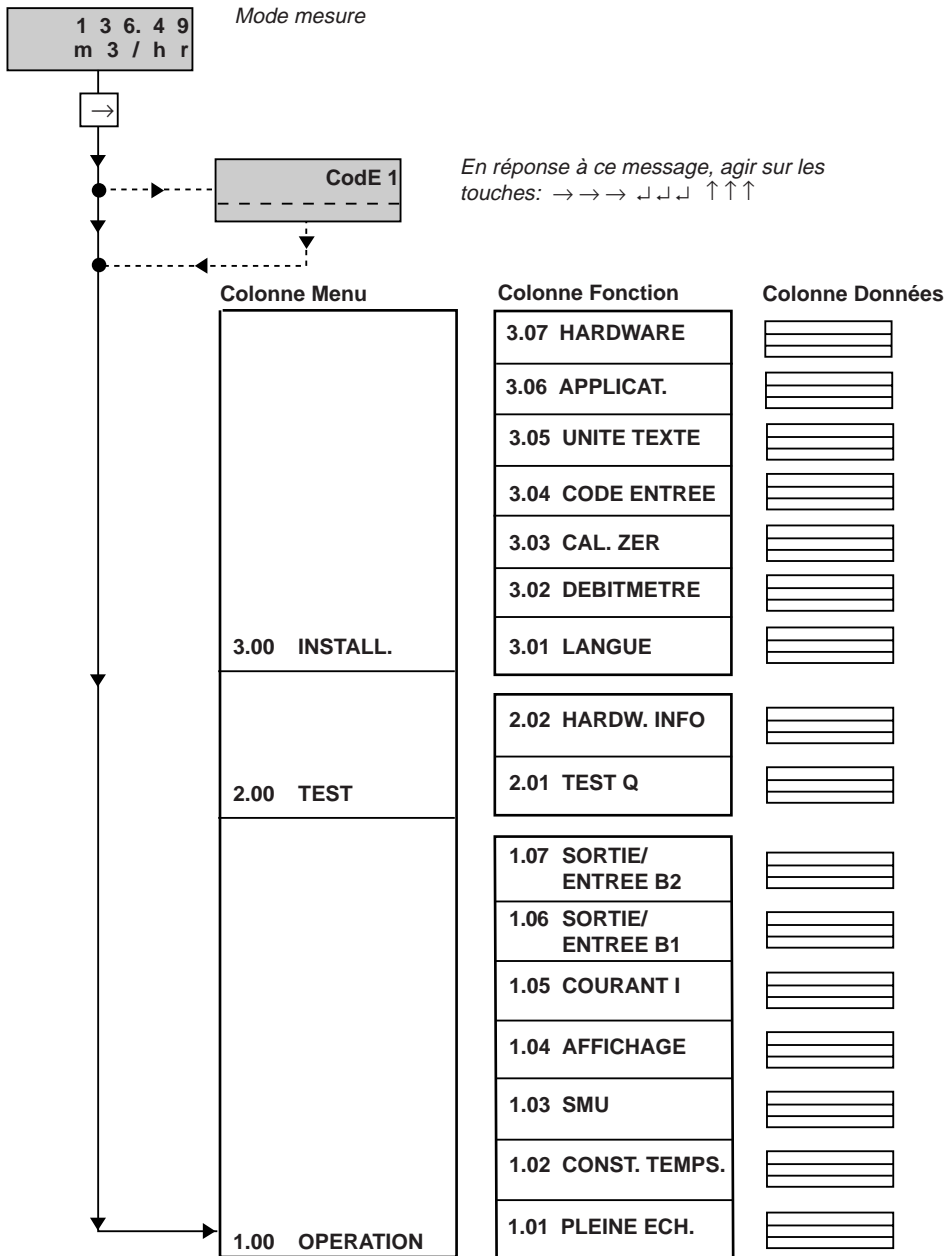 1 3 6. 4 9
m 3 / h r
Mode mesure
→
CodE 1
En réponse à ce message, agir sur les
touches: →→→ ↵↵↵ ↑↑↑
Colonne Menu
Colonne Fonction
Colonne Données
3.07 HARDWARE
3.06 APPLICAT.
3.05 UNITE TEXTE
3.04 CODE ENTREE
3.03 CAL. ZER
3.02 DEBITMETRE
3.00 INSTALL.
3.01 LANGUE
2.02 HARDW. INFO
2.00 TEST
2.01 TEST Q
1.07 SORTIE/
ENTREE B2
1.06 SORTIE/
ENTREE B1
1.05 COURANT I
1.04 AFFICHAGE
1.03 SMU
1.02 CONST. TEMPS.
1.00 OPERATION
1.01 PLEINE ECH.